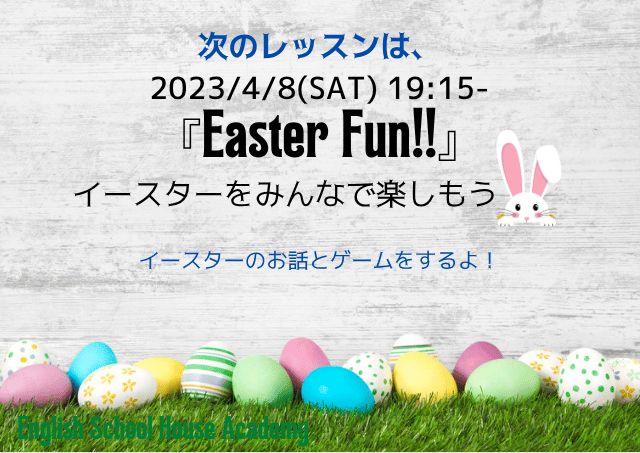 次のレッスンは、
2023/4/8(SAT) 19:15-
『Easter Fun!!』
イースターをみんなで楽しもう
イースターのお話とゲームをするよ！
English School House Academy